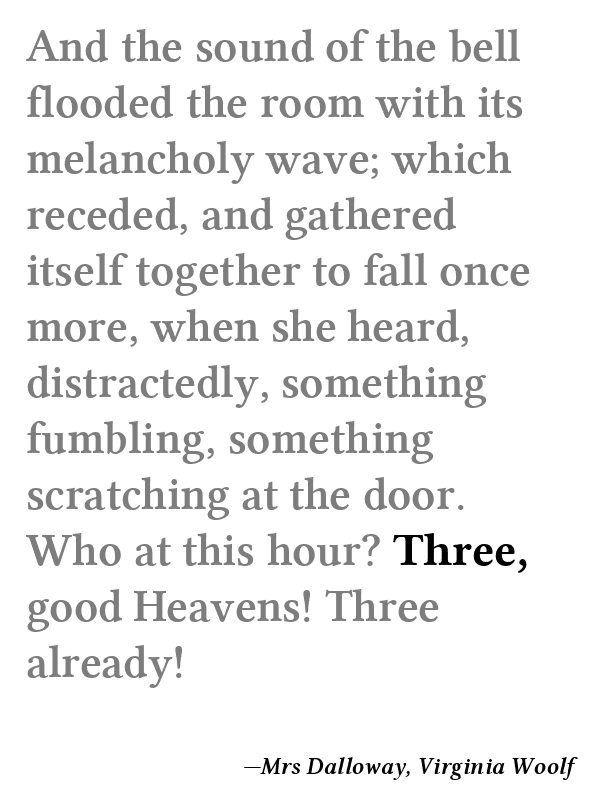 And the sound of the bell
flooded the room with its
melancholy wave; which
receded, and gathered
itself together to fall once
more, when she heard,
distractedly, something
fumbling, something
scratching at the door.
Who at this hour? Three,
good Heavens! Three
already!
—Mrs Dalloway, Virginia Woolf